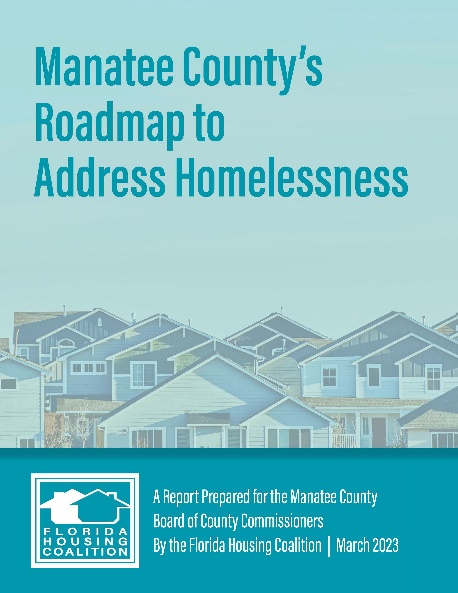 Manatee County's
Roadmap to
Address Homelessness
FLORIDA
HOUSING
COALITION
A Report Prepared for the Manatee County
Board of County Commissioners
By the Florida Housing Coalition | March 2023